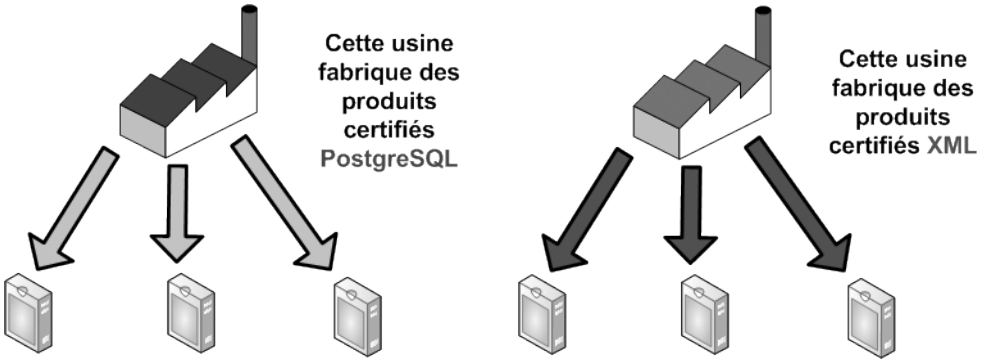 Cette usine
fabrique des
produits
certifiés
PostgreSQL
Cette usine
fabrique des
produits
certifiés XML